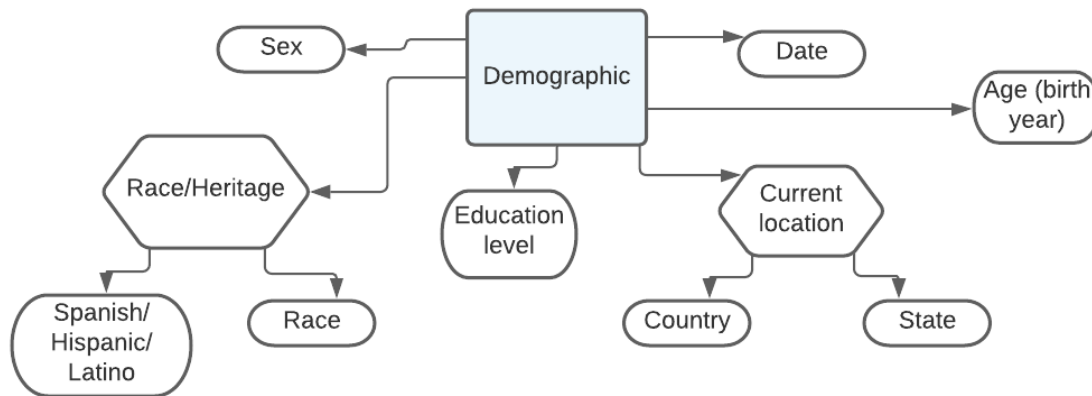 Sex
Demographic
Date
Age (birth
year)
Race/Heritage
Education
level
Current
location
Spanish/
Hispanic/
Latino
Race
Country
State